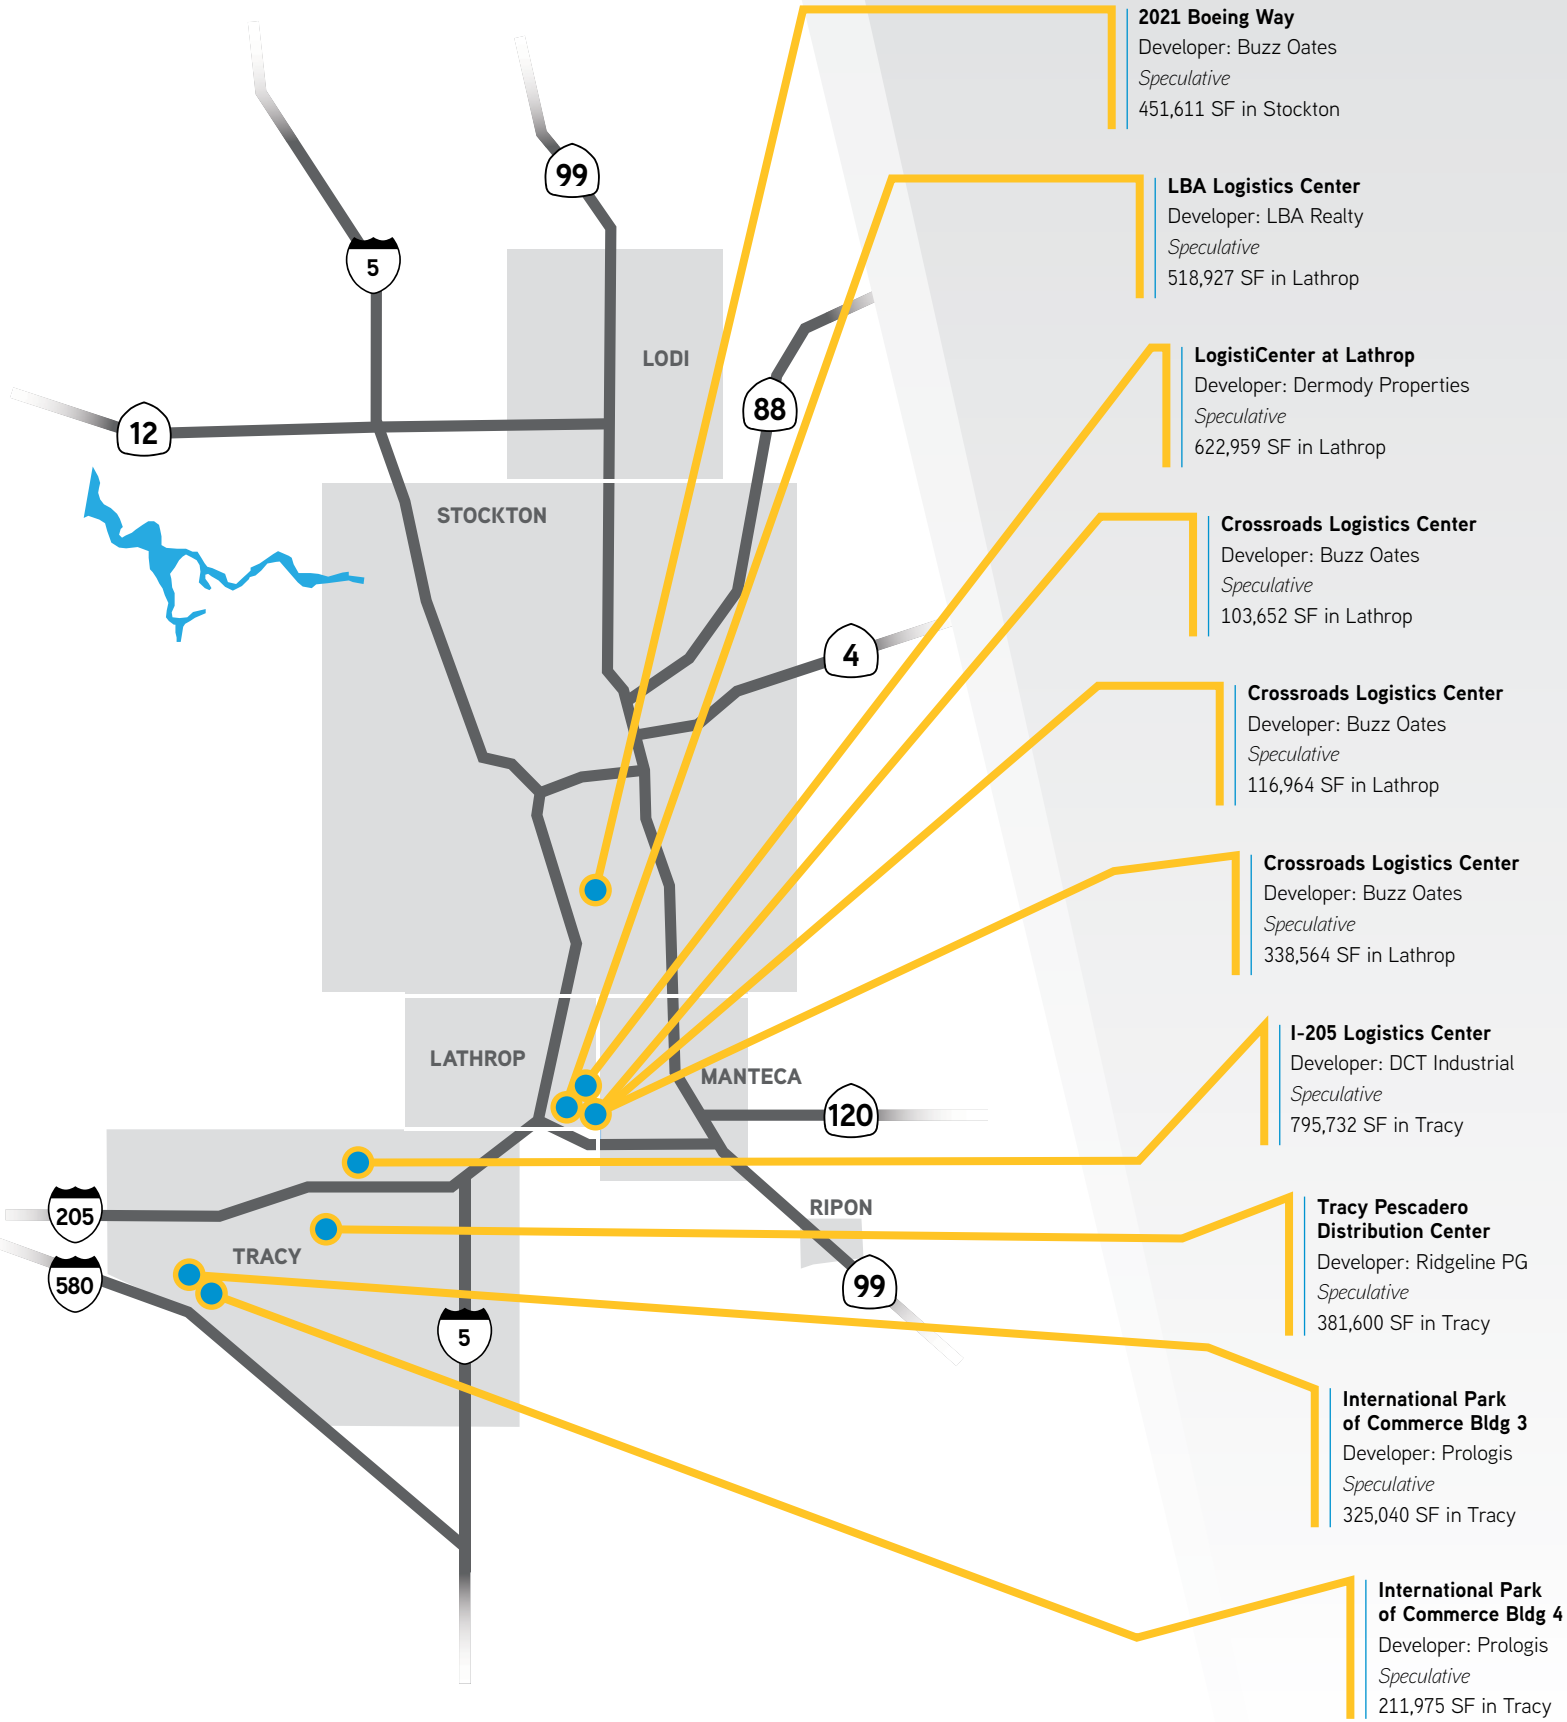 2021 Boeing Way
Developer: Buzz Oates
Speculative
451,611 SF in Stockton
LBA Logistics Center
Developer: LBA Realty
Speculative
518,927 SF in Lathrop
LogistiCenter at Lathrop
Developer: Dermody Properties
Speculative
622,959 SF in Lathrop
Crossroads Logistics Center
Developer: Buzz Oates
Speculative
103,652 SF in Lathrop
Crossroads Logistics Center
Developer: Buzz Oates
Speculative
116,964 SF in Lathrop
Crossroads Logistics Center
Developer: Buzz Oates
Speculative
338,564 SF in Lathrop
I-205 Logistics Center
Developer: DCT Industrial
Speculative
795,732 SF in Tracy
Tracy Pescadero
Distribution Center
Developer: Ridgeline PG
Speculative
381,600 SF in Tracy
International Park
of Commerce Bldg 3
Developer: Prologis
Speculative
325,040 SF in Tracy
International Park
of Commerce Bldg 4
Developer: Prologis
Speculative
211,975 SF in Tracy
99
5
LODI
88
12
STOCKTON
4
LATHROP
MANTECA
120
205
RIPON
TRACY
580
99
5